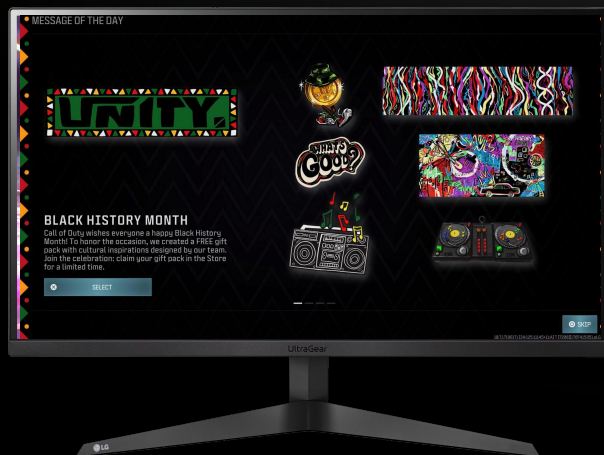 MESSAGE OF THE DAY
UNITY.
WHAT'S
GOOD?
BLACK HISTORY MONTH
Call of Duty wishes everyone a happy Black History
Month! To honor the occasion, we created a FREE gift
pack with cultural inspirations designed by our team.
Join the celebration; claim your gift pack in the Store
for a limited time.
SELECT
SKIP
UltraGear
LG